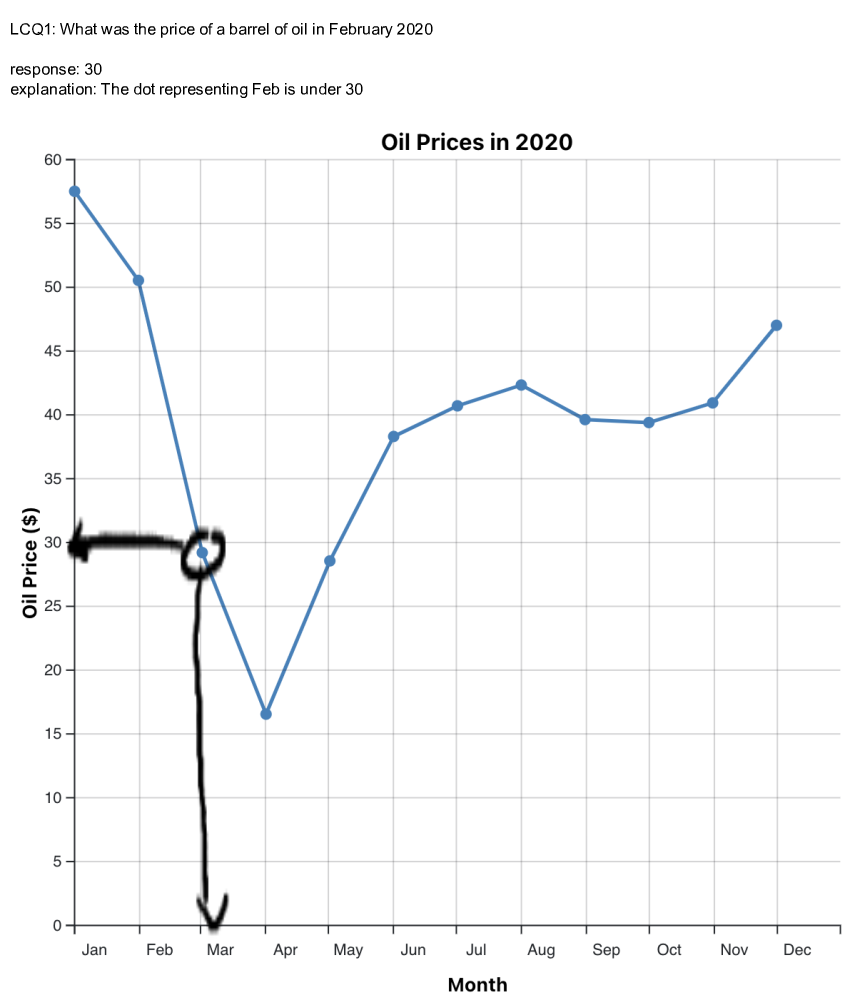 LCQ1: What was the price of a barrel of oil in February 2020
response: 30
explanation: The dot representing Feb is under 30
Oil Prices in 2020
60
55
50
45
40
35
30
25
20
15
10
5
0
Oil Price ($)
Jan Feb Mar Apr May Jun Jul Aug Sep Oct Nov Dec
Month